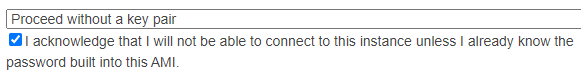 Proceed without a key pair
I acknowledge that I will not be able to connect to this instance unless I already know the
password built into this AMI.